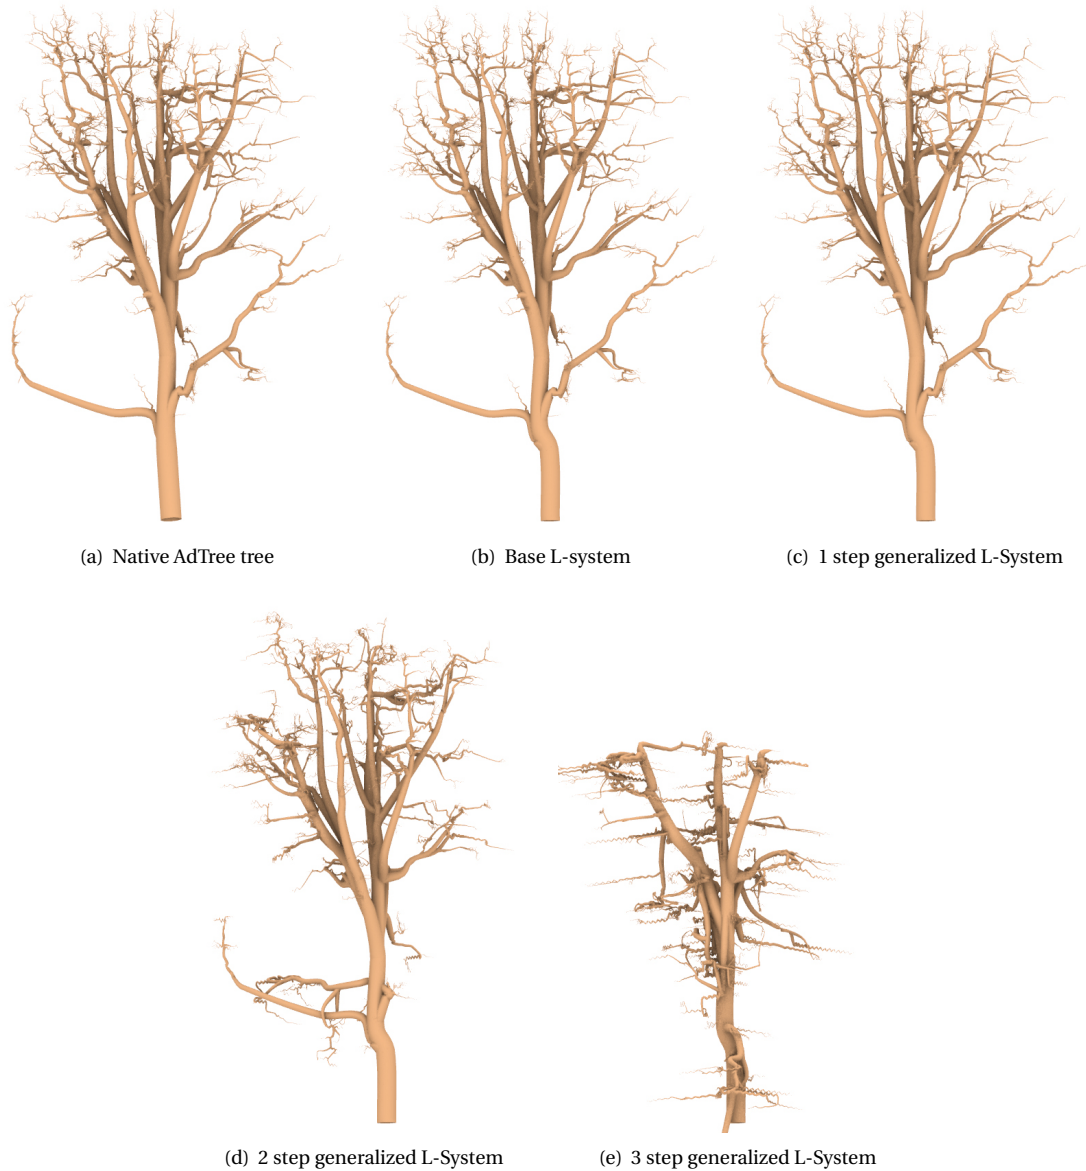 (a) Native AdTree tree
(b) Base L-system
(c) 1 step generalized L-System
(d) 2 step generalized L-System
(e) 3 step generalized L-System